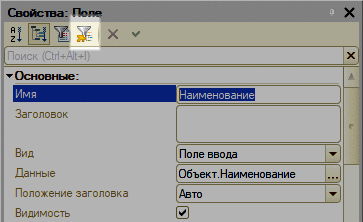 Свойства: Поле
Поиск (Ctrl+Alt+I)
Основные:
Имя Наименование
Заголовок
Вид Поле ввода
Данные Объект.Наименование ...
Положение заголовка Авто
Видимость